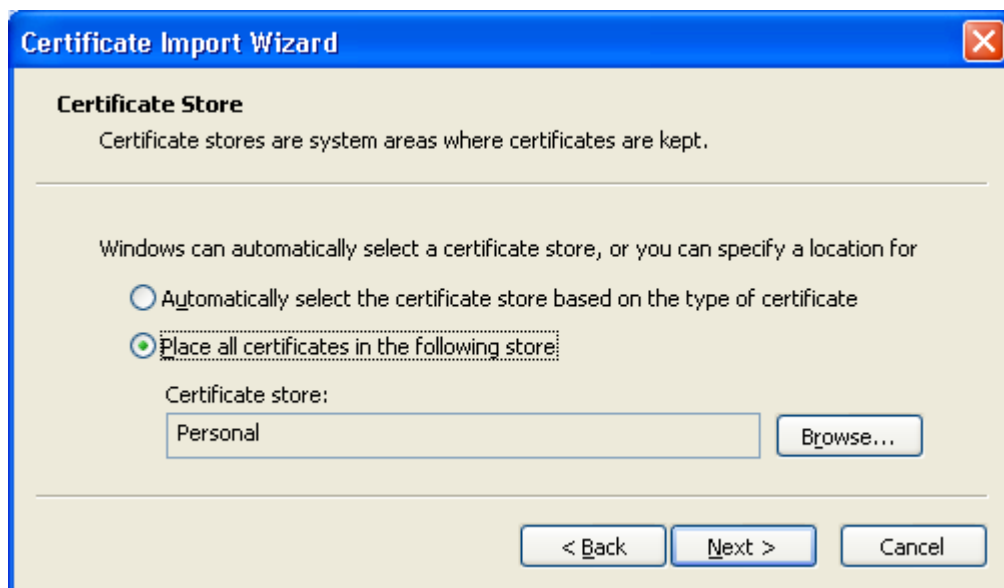 Certificate Import Wizard
Certificate Store
Certificate stores are system areas where certificates are kept.
Windows can automatically select a certificate store, or you can specify a location for
Automatically select the certificate store based on the type of certificate
Place all certificates in the following store
Certificate store:
Personal
Browse...
< Back
Next >
Cancel